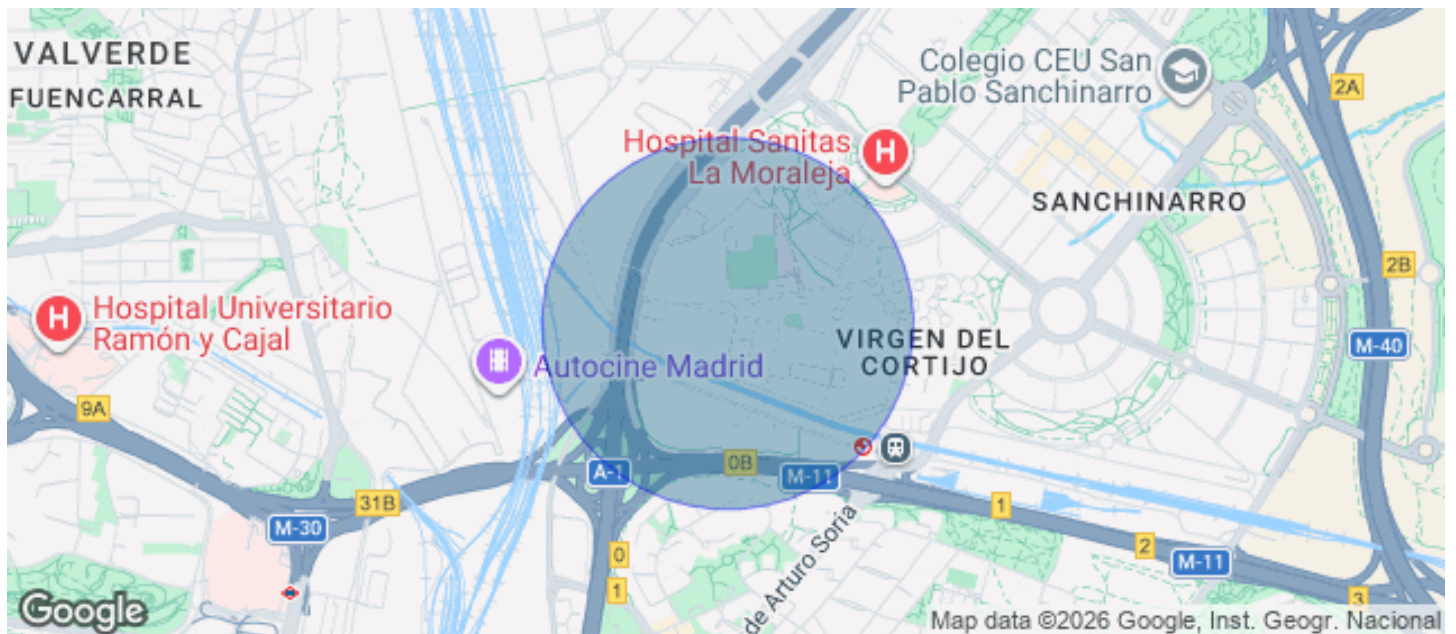 VALVERDE
FUENCARRAL
Colegio CEU San
Pablo Sanchinarro
2A
Hospital Sanitas
La Moraleja
H
SANCHINARRO
2B
H
Hospital Universitario
Ramón y Cajal
Autocine Madrid
VIRGEN DEL
CORTIJO
M-40
9A
A-1
0B
M-11
31B
M-30
1
2
M-11
0
1
de Arturo Soria
3
Google
Map data ©2026 Google, Inst. Geogr. Nacional